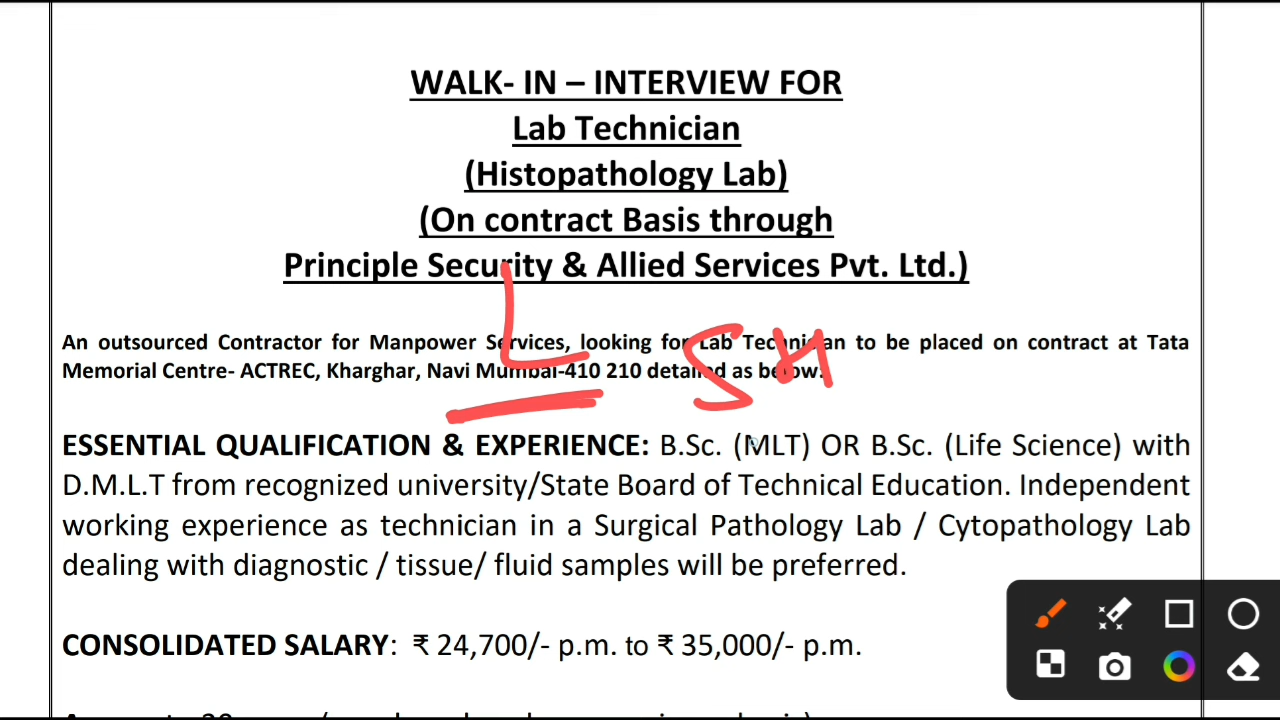 WALK- IN – INTERVIEW FOR
Lab Technician
(Histopathology Lab)
(On contract Basis through
Principle Security & Allied Services Pvt. Ltd.)
An outsourced Contractor for Manpower Services, looking for Lab Technician to be placed on contract at Tata
Memorial Centre- ACTREC, Kharghar, Navi Mumbai-410 210 detailed as below:
L SM
ESSENTIAL QUALIFICATION & EXPERIENCE: B.Sc. (MLT) OR B.Sc. (Life Science) with
D.M.L.T from recognized university/State Board of Technical Education. Independent
working experience as technician in a Surgical Pathology Lab / Cytopathology Lab
dealing with diagnostic / tissue/ fluid samples will be preferred.
CONSOLIDATED SALARY: ₹ 24,700/- p.m. to ₹ 35,000/- p.m.